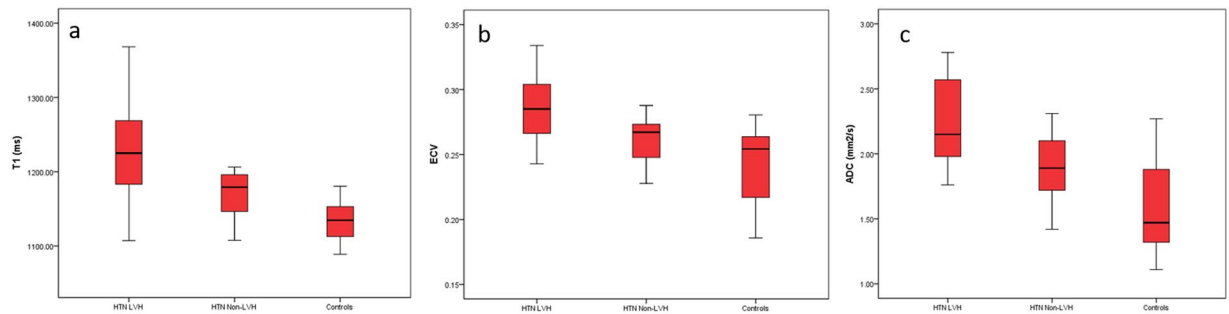 a
1400.00
1300.00
1200.00
1100.00
T1 (ms)
HTN LVH HTN Non-LVH Controls
b
0.35
0.30
0.25
0.20
0.15
ECV
HTN LVH HTN Non-LVH Controls
c
3.00
2.50
2.00
1.50
1.00
ADC (mm2/s)
HTN LVH HTN Non-LVH Controls